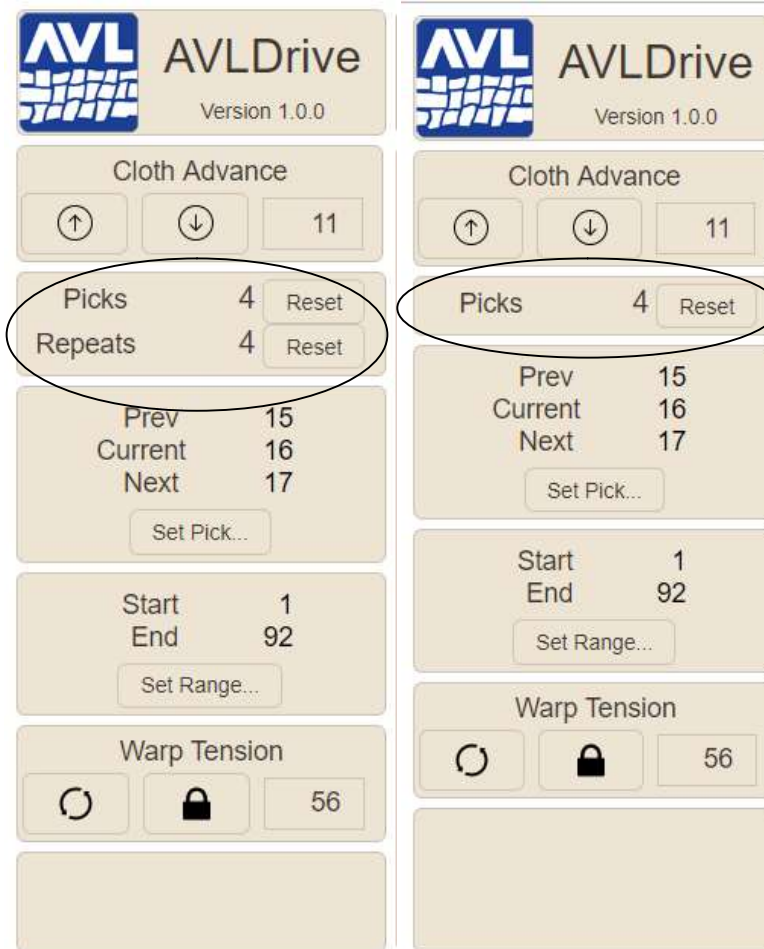 AVL
AVLDrive
Version 1.0.0
Cloth Advance
11
Picks 4 Reset
Repeats 4 Reset
Prev 15
Current 16
Next 17
Set Pick...
Start 1
End 92
Set Range...
Warp Tension
56
AVL
AVLDrive
Version 1.0.0
Cloth Advance
11
Picks 4 Reset
Prev 15
Current 16
Next 17
Set Pick...
Start 1
End 92
Set Range...
Warp Tension
56